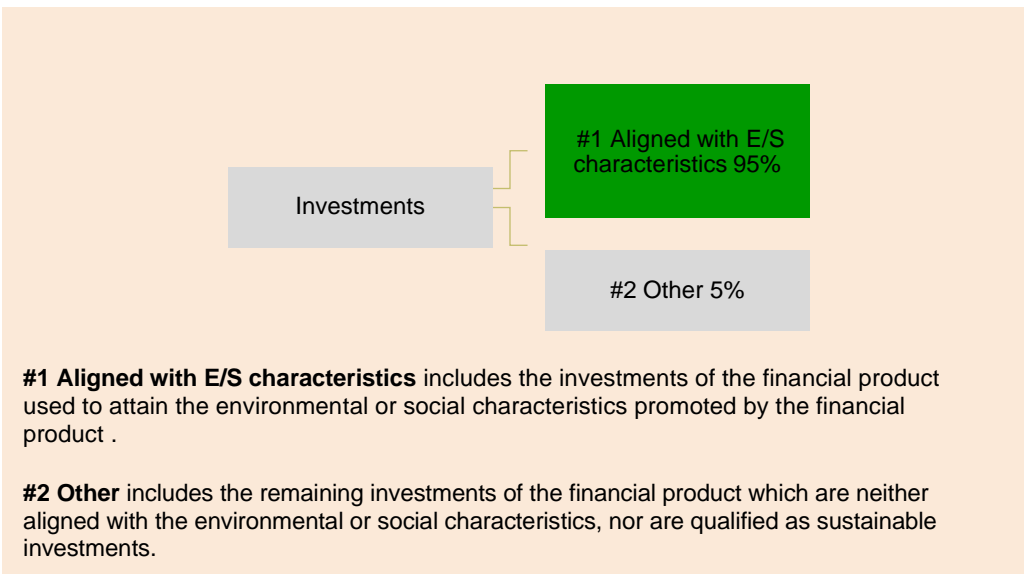 #1 Aligned with E/S
characteristics 95%
Investments
#2 Other 5%
#1 Aligned with E/S characteristics includes the investments of the financial product
used to attain the environmental or social characteristics promoted by the financial
product .
#2 Other includes the remaining investments of the financial product which are neither
aligned with the environmental or social characteristics, nor are qualified as sustainable
investments.